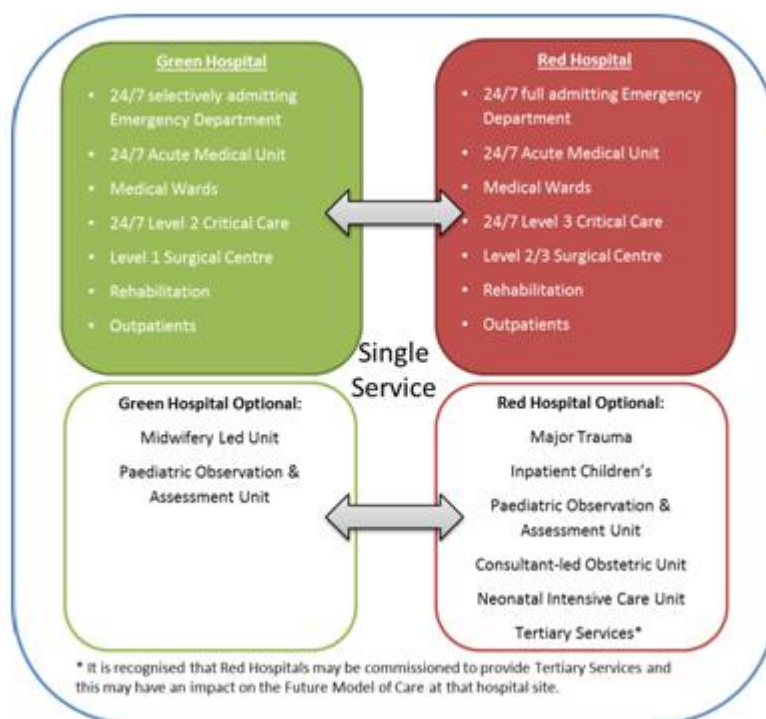 Green Hospital
• 24/7 selectively admitting
Emergency Department
• 24/7 Acute Medical Unit
• Medical Wards
• 24/7 Level 2 Critical Care
• Level 1 Surgical Centre
• Rehabilitation
• Outpatients
Red Hospital
• 24/7 full admitting Emergency
Department
• 24/7 Acute Medical Unit
• Medical Wards
• 24/7 Level 3 Critical Care
• Level 2/3 Surgical Centre
• Rehabilitation
• Outpatients
Single
Service
Green Hospital Optional:
Midwifery Led Unit
Paediatric Observation &
Assessment Unit
Red Hospital Optional:
Major Trauma
Inpatient Children's
Paediatric Observation &
Assessment Unit
Consultant-led Obstetric Unit
Neonatal Intensive Care Unit
Tertiary Services*
* It is recognised that Red Hospitals may be commissioned to provide Tertiary Services and
this may have an impact on the Future Model of Care at that hospital site.